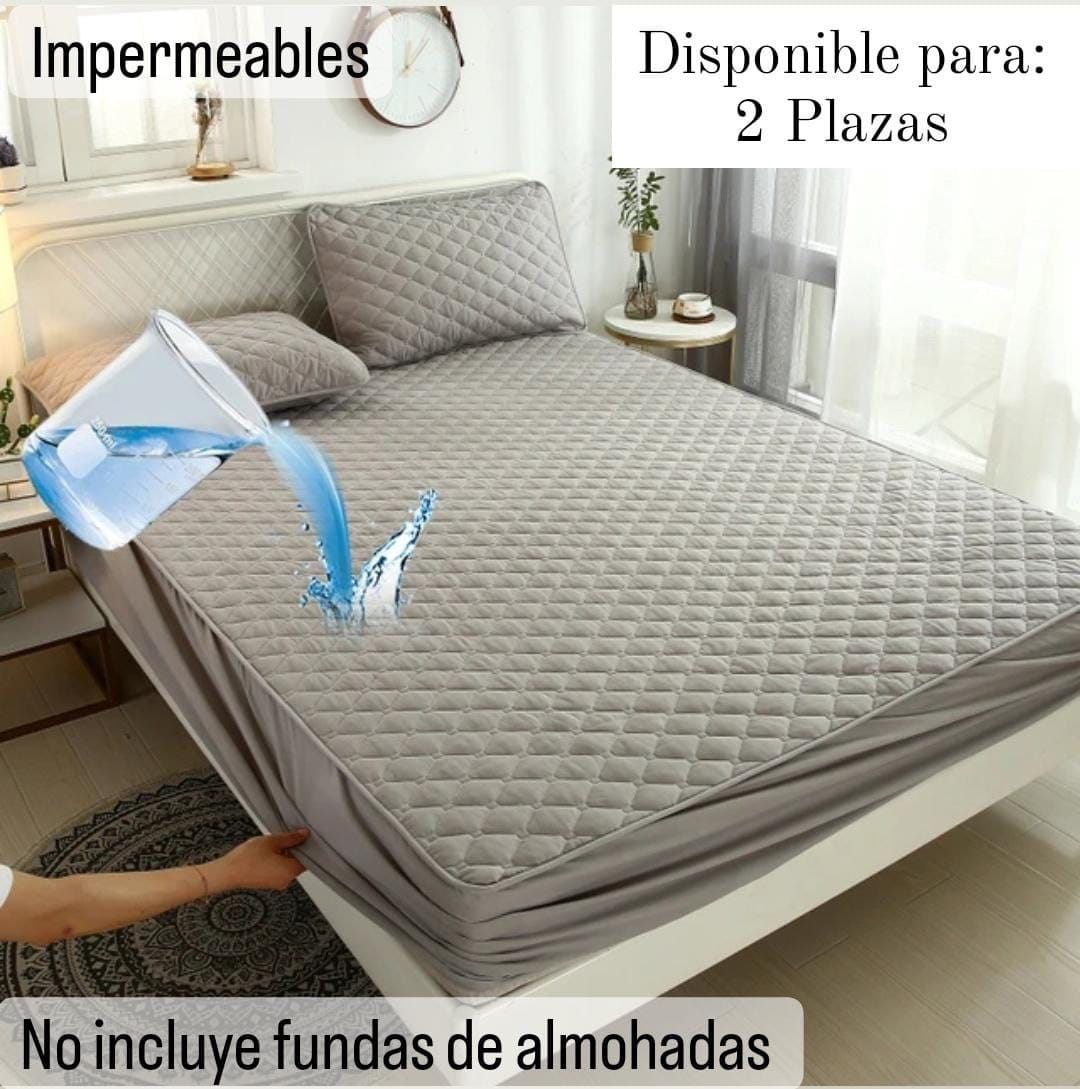 Impermeables
Disponible para:
2 Plazas
No incluye fundas de almohadas